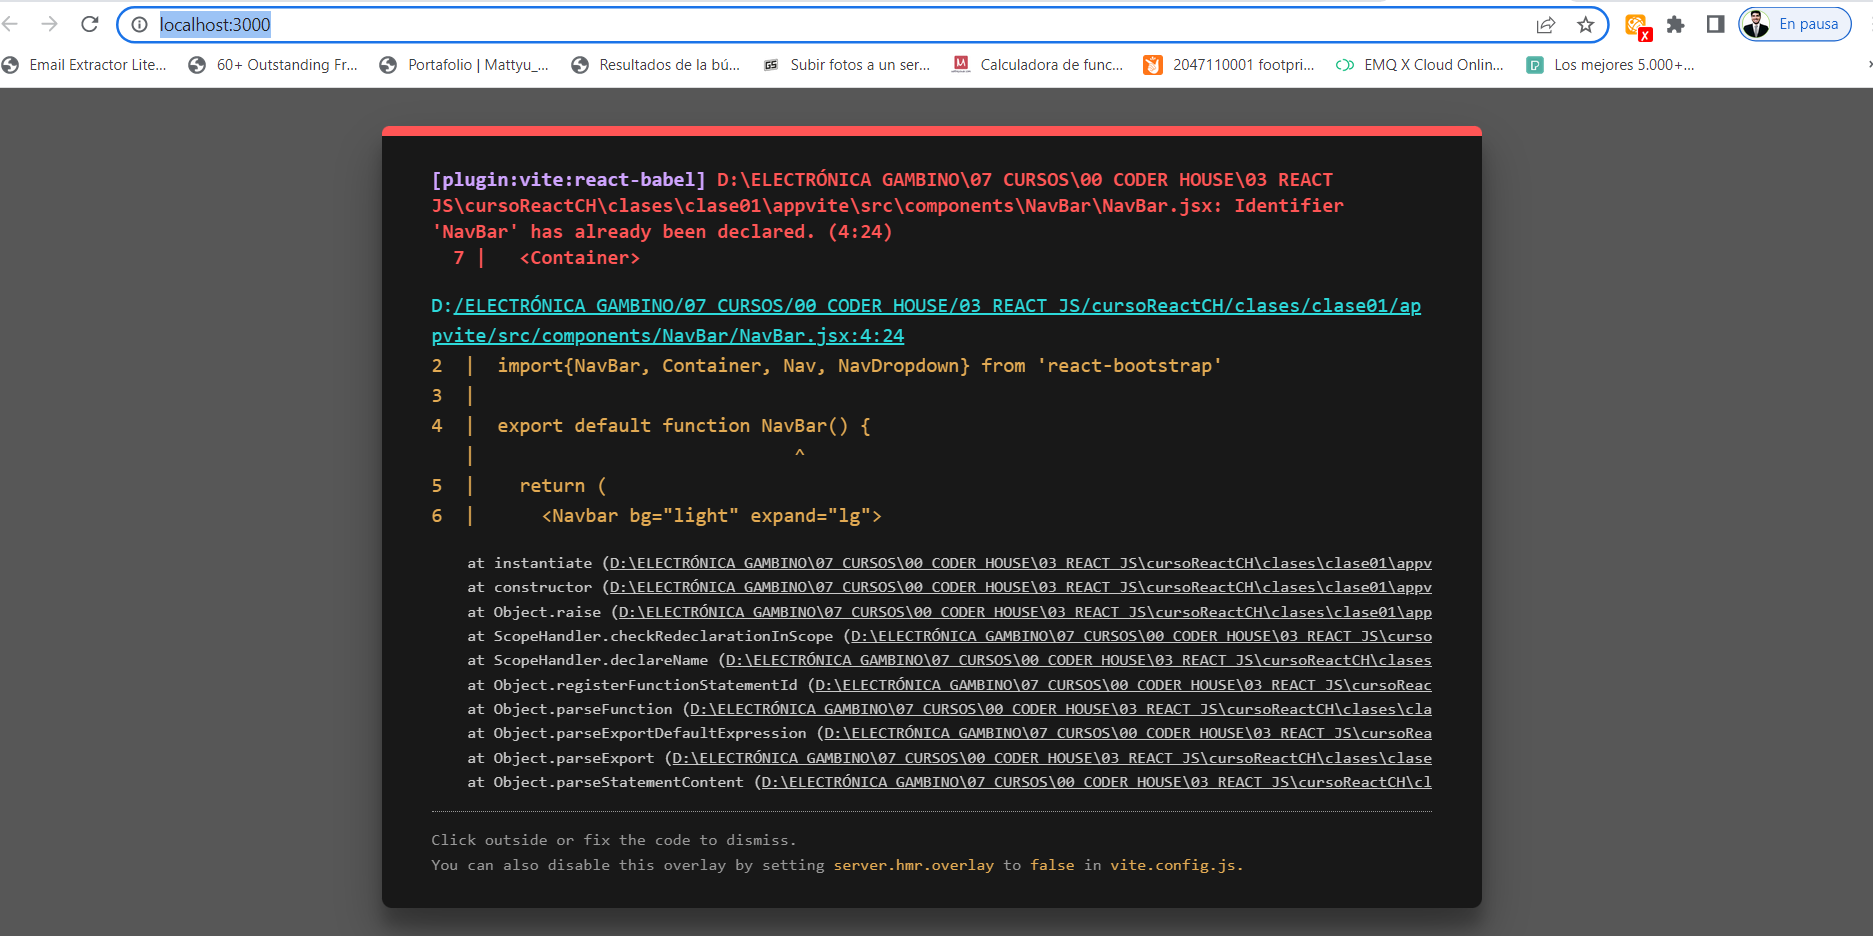 localhost:3000
En pausa
Email Extractor Lite...
60+ Outstanding Fr...
Portafolio | Mattyu_...
Resultados de la bú...
GS
Subir fotos a un ser...
Calculadora de func...
2047110001 footpri...
EMQ X Cloud Onlin...
Los mejores 5.000+...
[plugin:vite:react-babel] D:\ELECTRÓNICA GAMBINO\07 CURSOS\00 CODER HOUSE\03 REACT
JS\cursoReactCH\clases\clase01\appvite\src\components\NavBar\NavBar.jsx: Identifier
'NavBar' has already been declared. (4:24)
7 |   <Container>
D:/ELECTRÓNICA GAMBINO/07 CURSOS/00 CODER HOUSE/03 REACT JS/cursoReactCH/clases/clase01/ap
pvite/src/components/NavBar/NavBar.jsx:4:24
2  |  import{NavBar, Container, Nav, NavDropdown} from 'react-bootstrap'
3  |
4  |  export default function NavBar() {
   |                          ^
5  |    return (
6  |      <Navbar bg="light" expand="lg">
at instantiate (D:\ELECTRÓNICA GAMBINO\07 CURSOS\00 CODER HOUSE\03 REACT JS\cursoReactCH\clases\clase01\appv
at constructor (D:\ELECTRÓNICA GAMBINO\07 CURSOS\00 CODER HOUSE\03 REACT JS\cursoReactCH\clases\clase01\appv
at Object.raise (D:\ELECTRÓNICA GAMBINO\07 CURSOS\00 CODER HOUSE\03 REACT JS\cursoReactCH\clases\clase01\app
at ScopeHandler.checkRedeclarationInScope (D:\ELECTRÓNICA GAMBINO\07 CURSOS\00 CODER HOUSE\03 REACT JS\curso
at ScopeHandler.declareName (D:\ELECTRÓNICA GAMBINO\07 CURSOS\00 CODER HOUSE\03 REACT JS\cursoReactCH\clases
at Object.registerFunctionStatementId (D:\ELECTRÓNICA GAMBINO\07 CURSOS\00 CODER HOUSE\03 REACT JS\cursoReac
at Object.parseFunction (D:\ELECTRÓNICA GAMBINO\07 CURSOS\00 CODER HOUSE\03 REACT JS\cursoReactCH\clases\cla
at Object.parseExportDefaultExpression (D:\ELECTRÓNICA GAMBINO\07 CURSOS\00 CODER HOUSE\03 REACT JS\cursoRea
at Object.parseExport (D:\ELECTRÓNICA GAMBINO\07 CURSOS\00 CODER HOUSE\03 REACT JS\cursoReactCH\clases\clase
at Object.parseStatementContent (D:\ELECTRÓNICA GAMBINO\07 CURSOS\00 CODER HOUSE\03 REACT JS\cursoReactCH\cl
Click outside or fix the code to dismiss.
You can also disable this overlay by setting server.hmr.overlay to false in vite.config.js.